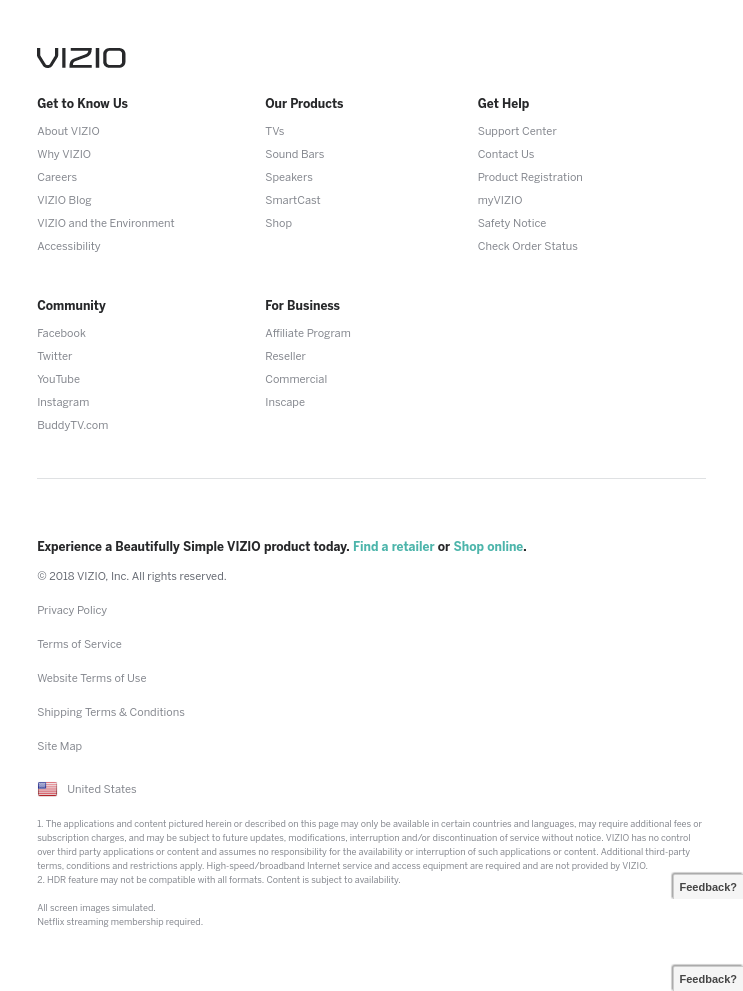 VIZIO
Get to Know Us
About VIZIO
Why VIZIO
Careers
VIZIO Blog
VIZIO and the Environment
Accessibility
Our Products
TVs
Sound Bars
Speakers
SmartCast
Shop
Get Help
Support Center
Contact Us
Product Registration
myVIZIO
Safety Notice
Check Order Status
Community
Facebook
Twitter
YouTube
Instagram
BuddyTV.com
For Business
Affiliate Program
Reseller
Commercial
Inscape
Experience a Beautifully Simple VIZIO product today. Find a retailer or Shop online.
© 2018 VIZIO, Inc. All rights reserved.
Privacy Policy
Terms of Service
Website Terms of Use
Shipping Terms & Conditions
Site Map
United States
1. The applications and content pictured herein or described on this page may only be available in certain countries and languages, may require additional fees or
subscription charges, and may be subject to future updates, modifications, interruption and/or discontinuation of service without notice. VIZIO has no control
over third party applications or content and assumes no responsibility for the availability or interruption of such applications or content. Additional third-party
terms, conditions and restrictions apply. High-speed/broadband Internet service and access equipment are required and are not provided by VIZIO.
2. HDR feature may not be compatible with all formats. Content is subject to availability.
All screen images simulated.
Netflix streaming membership required.
Feedback?
Feedback?